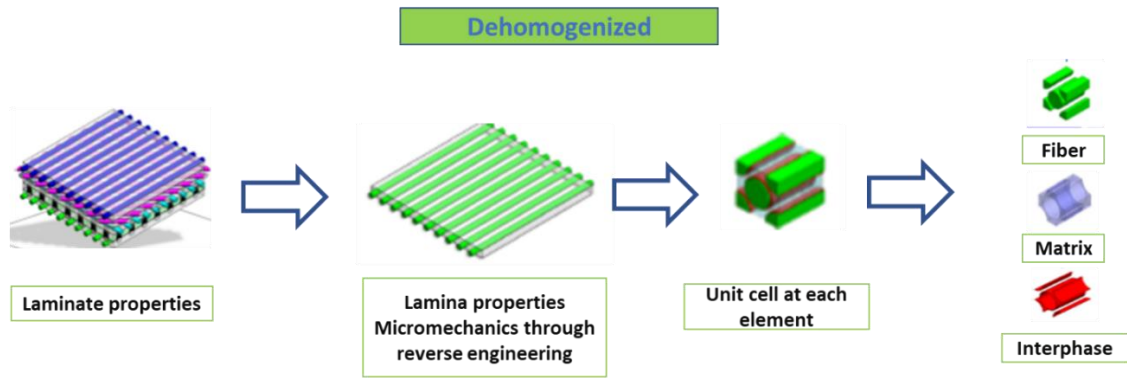 Dehomogenized
Laminate properties
Lamina properties
Micromechanics through
reverse engineering
Unit cell at each
element
Fiber
Matrix
Interphase